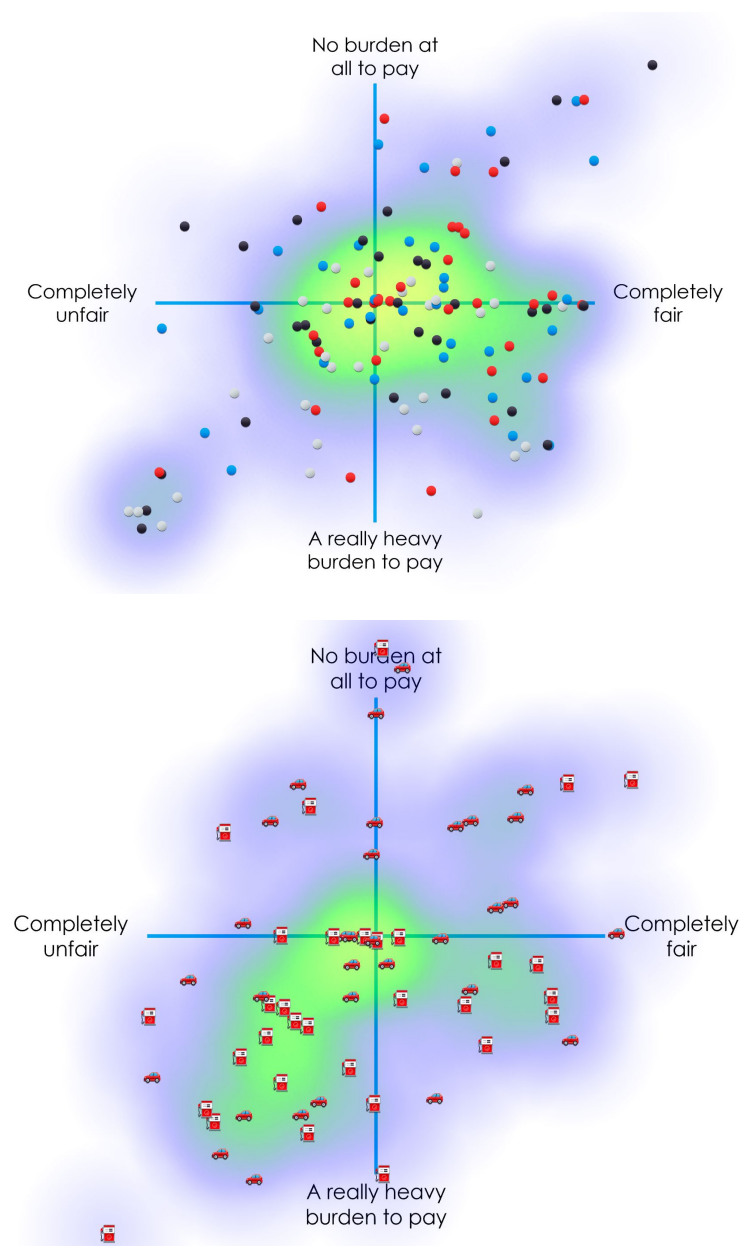 No burden at
all to pay
Completely
unfair
Completely
fair
A really heavy
burden to pay
No burden at
all to pay
Completely
unfair
Completely
fair
A really heavy
burden to pay